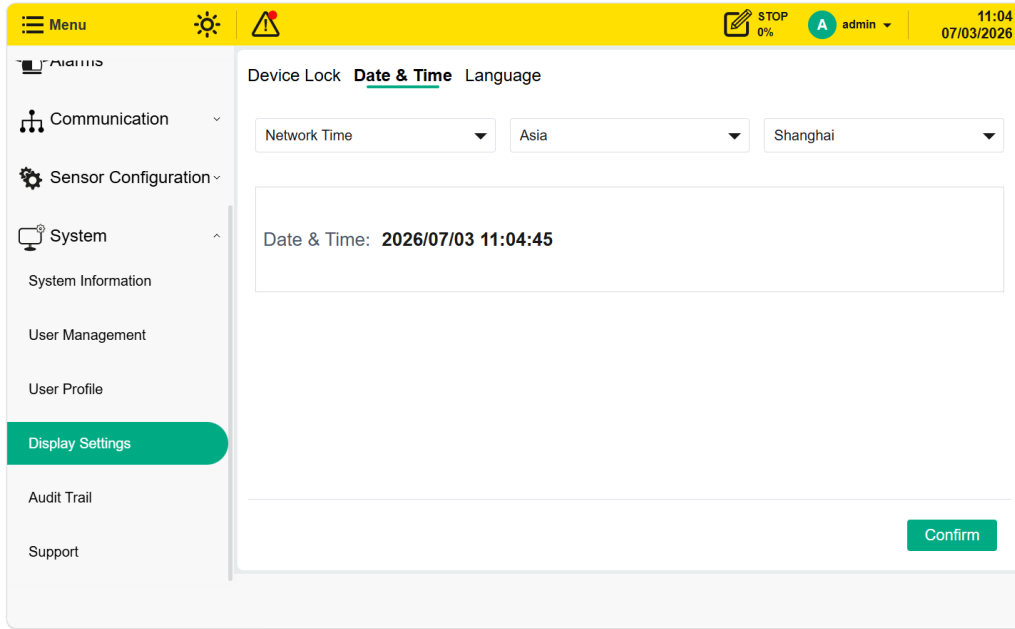 Menu
STOP
0%
A
admin
11:04
07/03/2026
Alarms
Communication
Sensor Configuration
System
System Information
User Management
User Profile
Display Settings
Audit Trail
Support
Device Lock Date & Time Language
Network Time
Asia
Shanghai
Date & Time: 2026/07/03 11:04:45
Confirm